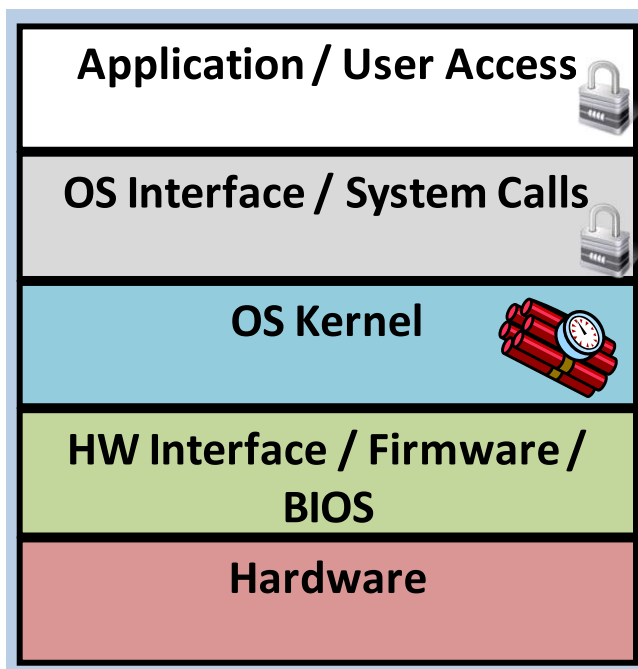 Application / User Access
OS Interface / System Calls
OS Kernel
HW Interface / Firmware /
BIOS
Hardware